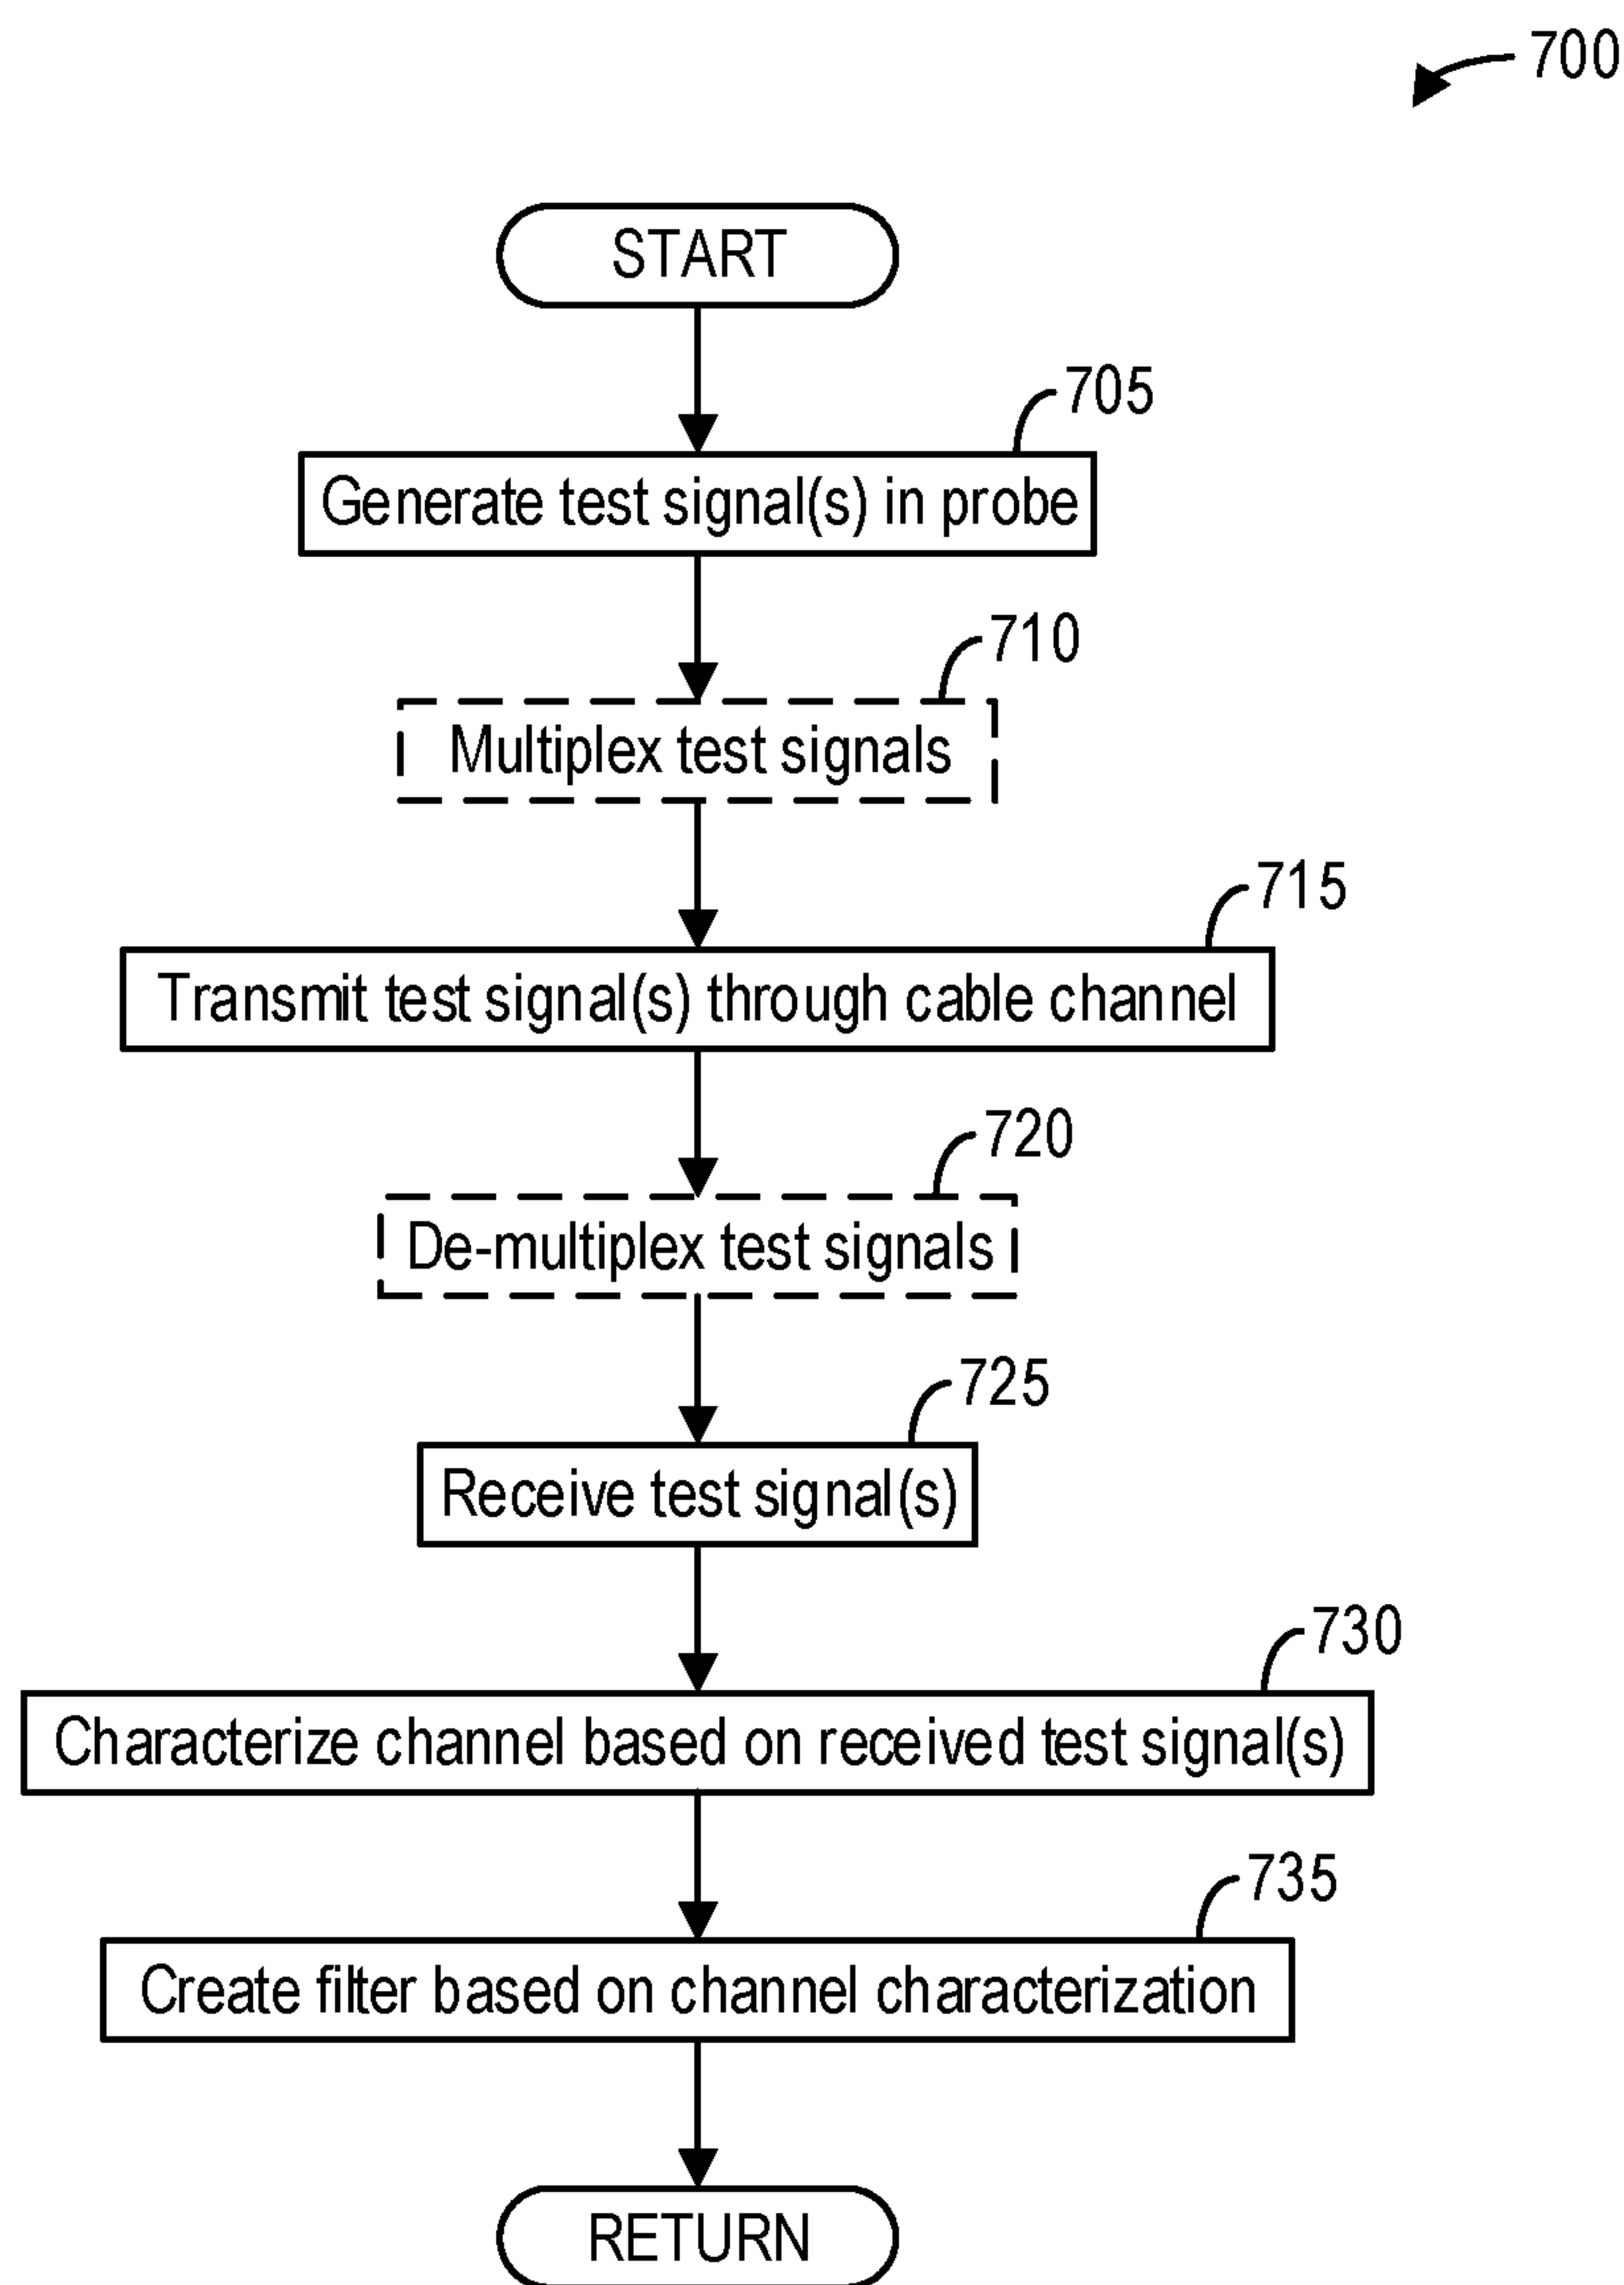 700
START
705
Generate test signal(s) in probe
710
Multiplex test signals
715
Transmit test signal(s) through cable channel
720
De-multiplex test signals
725
Receive test signal(s)
730
Characterize channel based on received test signal(s)
735
Create filter based on channel characterization
RETURN